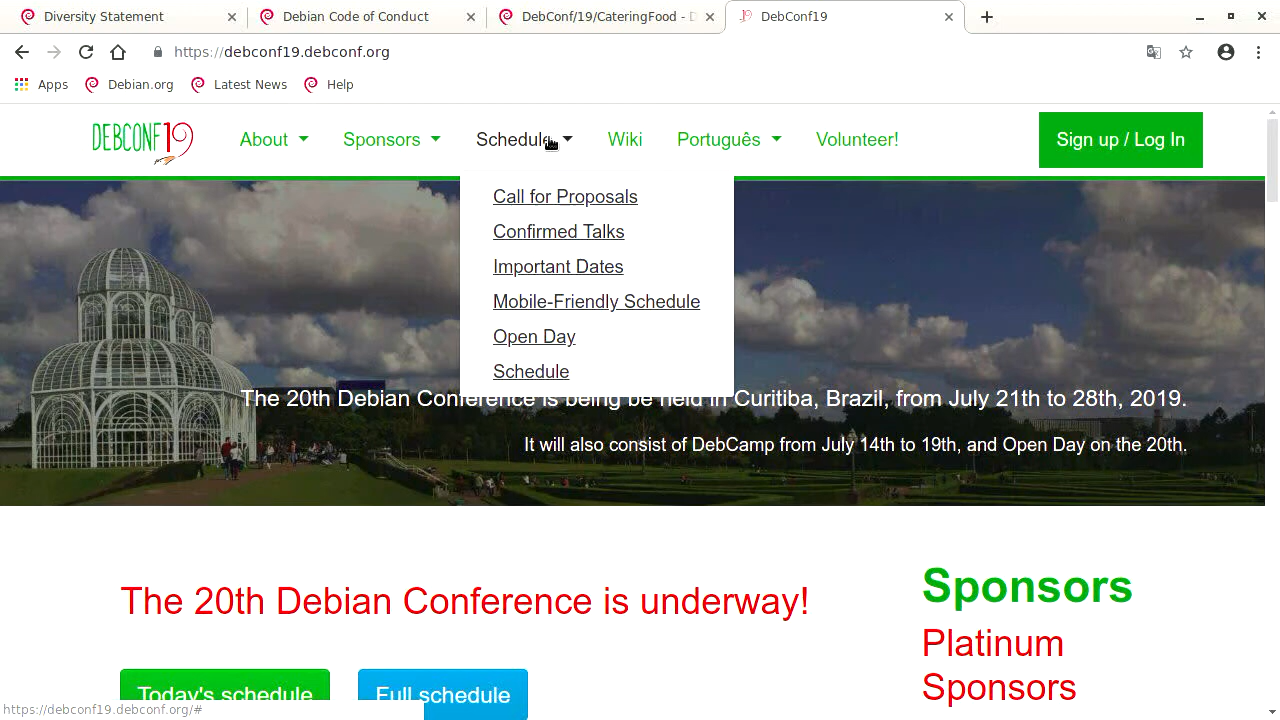 Diversity Statement
Debian Code of Conduct
DebConf/19/CateringFood - D
DebConf19
https://debconf19.debconf.org
Apps
Debian.org
Latest News
Help
DEBCONF19
About
Sponsors
Schedule
Wiki
Português
Volunteer!
Sign up / Log In
Call for Proposals
Confirmed Talks
Important Dates
Mobile-Friendly Schedule
Open Day
Schedule
The 20th Debian Conference is being held in Curitiba, Brazil, from July 21th to 28th, 2019.
It will also consist of DebCamp from July 14th to 19th, and Open Day on the 20th.
The 20th Debian Conference is underway!
Sponsors
Platinum
Sponsors
Today's schedule
Full schedule
https://debconf19.debconf.org/#